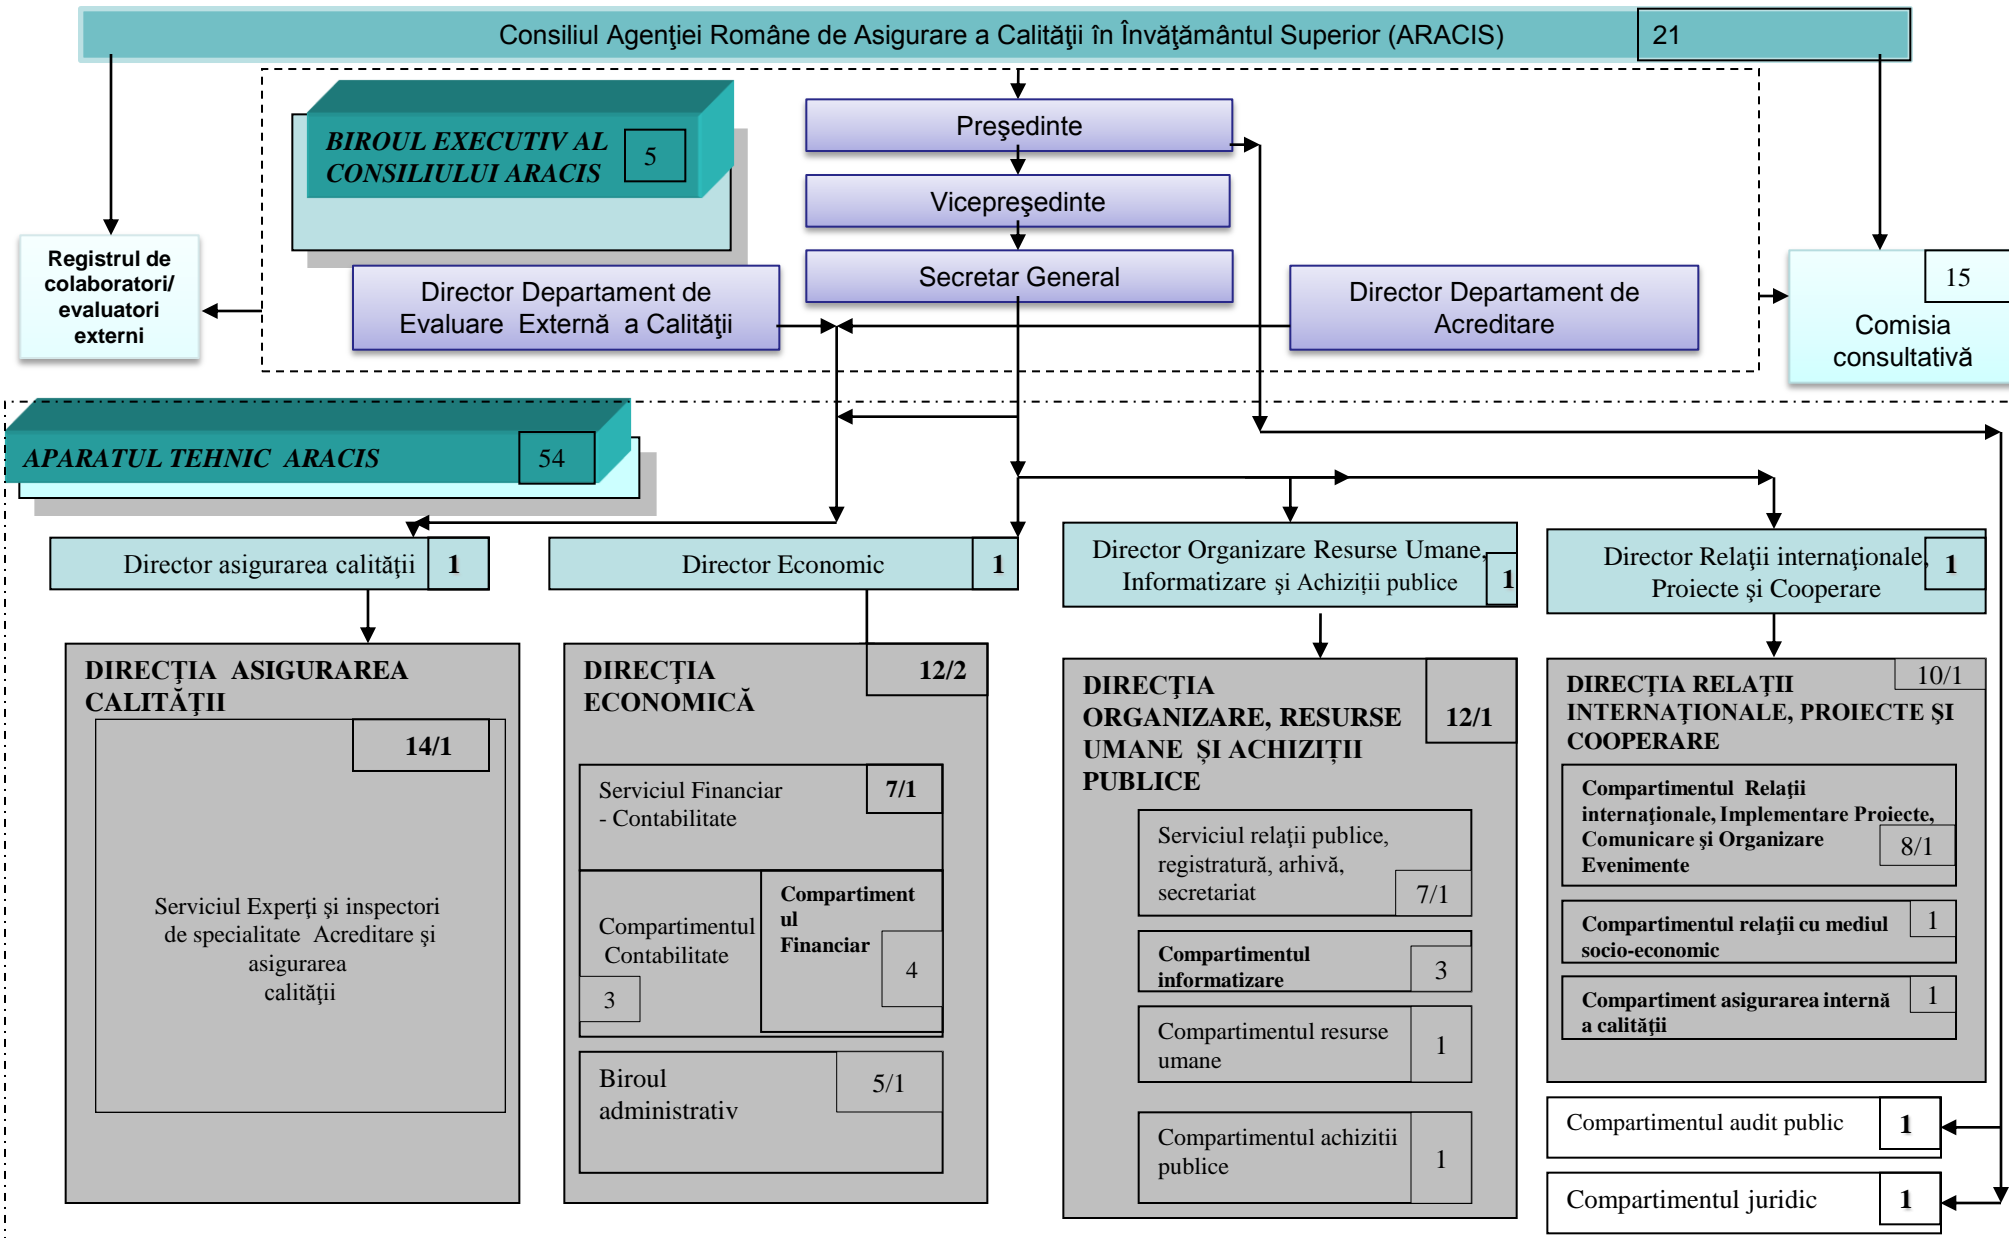 Consiliul Agenţiei Române de Asigurare a Calităţii în Învăţământul Superior (ARACIS)
21
BIROUL EXECUTIV AL
CONSILIULUI ARACIS
5
Preşedinte
Vicepreşedinte
Secretar General
Registrul de
colaboratori/
evaluatori
externi
Director Departament de
Evaluare Externă a Calităţii
Director Departament de
Acreditare
15
Comisia
consultativă
APARATUL TEHNIC ARACIS
54
Director asigurarea calităţii
1
Director Economic
1
Director Organizare Resurse Umane,
Informatizare şi Achiziții publice
1
Director Relaţii internaţionale,
Proiecte şi Cooperare
1
DIRECŢIA ASIGURAREA
CALITĂŢII
14/1
Serviciul Experţi şi inspectori
de specialitate Acreditare şi
asigurarea
calităţii
DIRECŢIA
ECONOMICĂ
12/2
Serviciul Financiar
- Contabilitate
7/1
Compartimentul
Contabilitate
3
Compartiment
ul
Financiar
4
Biroul
administrativ
5/1
DIRECŢIA
ORGANIZARE, RESURSE
UMANE ŞI ACHIZIȚII
PUBLICE
12/1
Serviciul relaţii publice,
registratură, arhivă,
secretariat
7/1
Compartimentul
informatizare
3
Compartimentul resurse
umane
1
Compartimentul achizitii
publice
1
DIRECŢIA RELAŢII
INTERNAŢIONALE, PROIECTE ŞI
COOPERARE
10/1
Compartimentul Relaţii
internaţionale, Implementare Proiecte,
Comunicare şi Organizare
Evenimente
8/1
Compartimentul relaţii cu mediul
socio-economic
1
Compartiment asigurarea internă
a calităţii
1
Compartimentul audit public
1
Compartimentul juridic
1